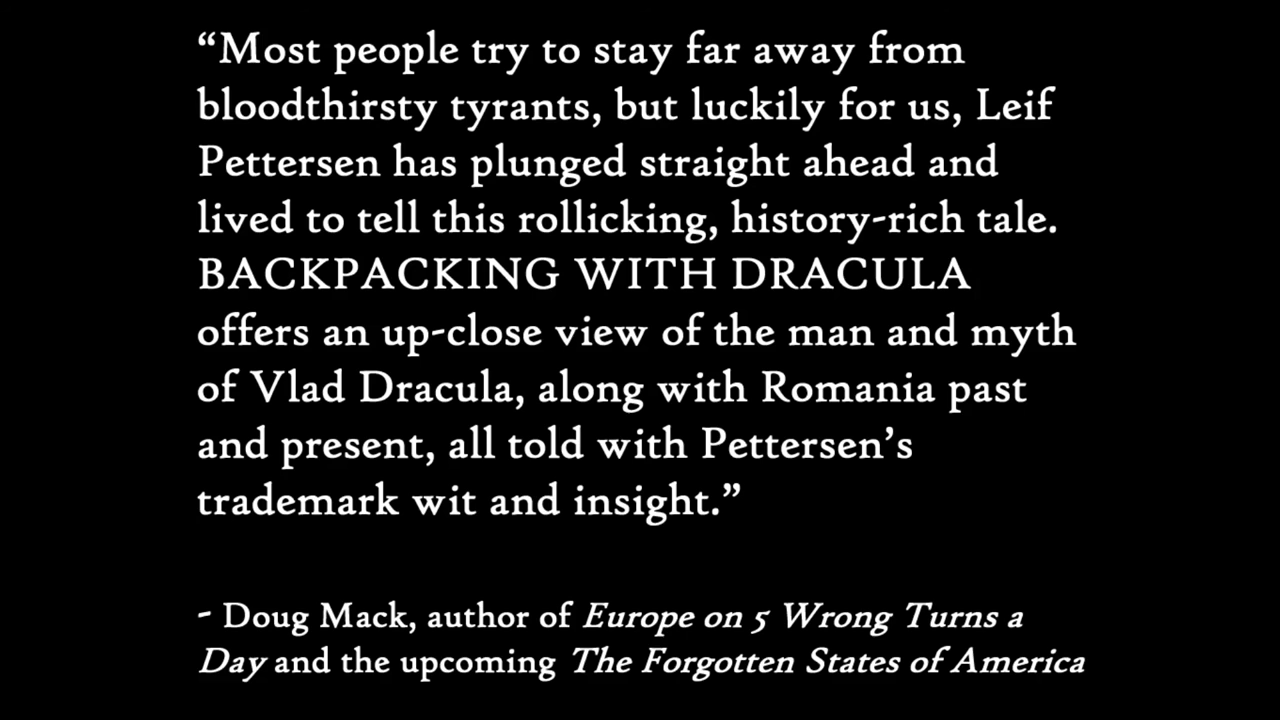 “Most people try to stay far away from
bloodthirsty tyrants, but luckily for us, Leif
Pettersen has plunged straight ahead and
lived to tell this rollicking, history-rich tale.
BACKPACKING WITH DRACULA
offers an up-close view of the man and myth
of Vlad Dracula, along with Romania past
and present, all told with Pettersen’s
trademark wit and insight.”
- Doug Mack, author of Europe on 5 Wrong Turns a
Day and the upcoming The Forgotten States of America